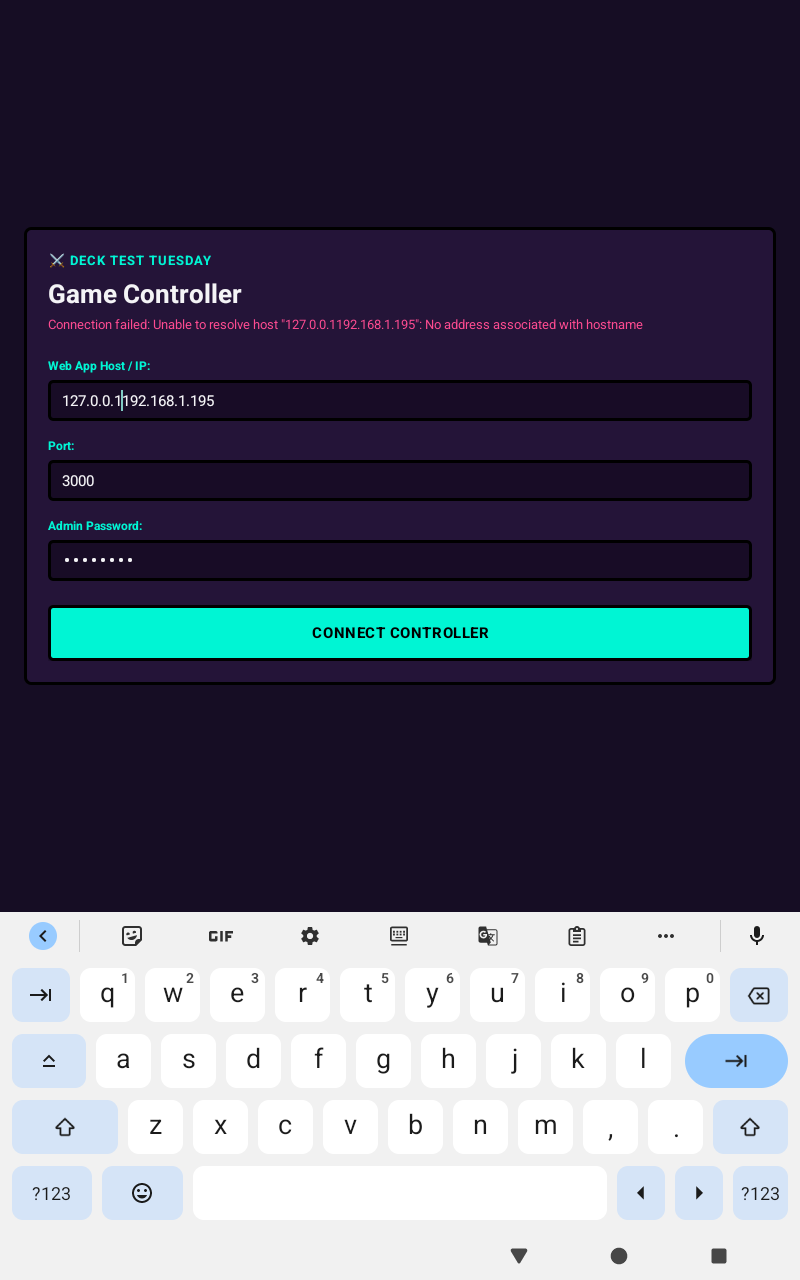 ⚔️ DECK TEST TUESDAY
Game Controller
Connection failed: Unable to resolve host "127.0.0.1192.168.1.195": No address associated with hostname
Web App Host / IP:
127.0.0.1192.168.1.195
Port:
3000
Admin Password:
••••••••
CONNECT CONTROLLER
GIF
q 1 w 2 e 3 r 4 t 5 y 6 u 7 i 8 o 9 p 0
a s d f g h j k l
z x c v b n m , .
?123 ?123